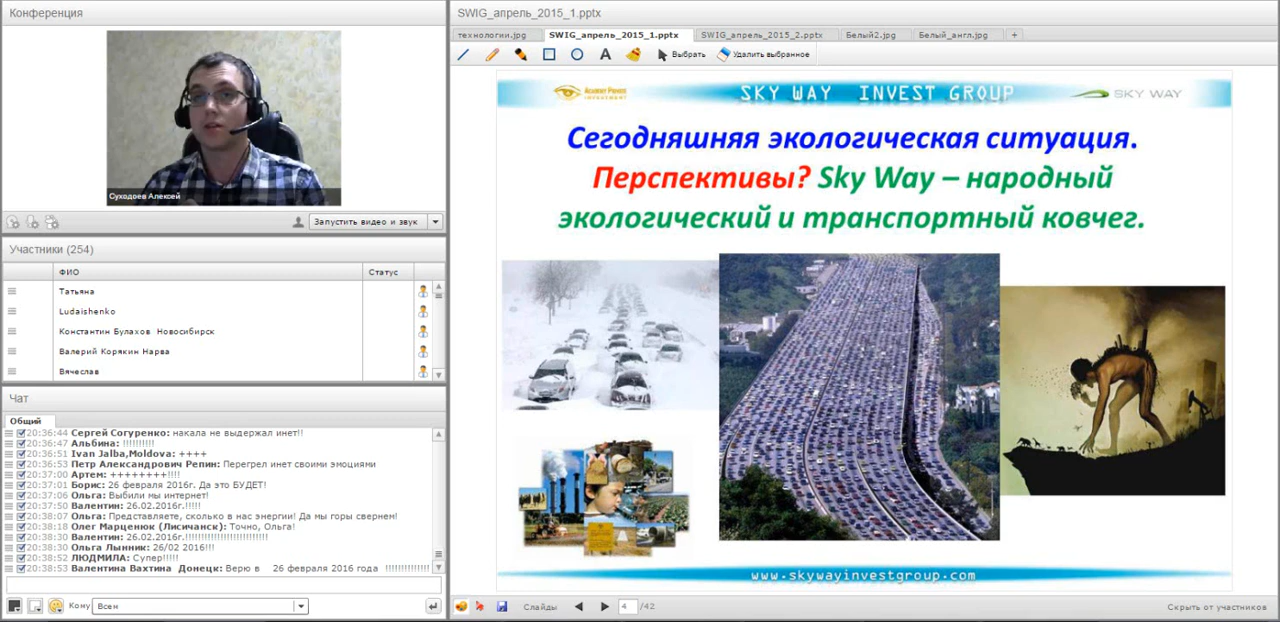 Конференция
Суходоев Алексей
Запустить видео и звук
Участники (254)
ФИО
Статус
Татьяна
Ludaishenko
Константин Булахов Новосибирск
Валерий Корякин Нарва
Вячеслав
Чат
Общий
20:36:44 Сергей Согуренко: накала не выдержал инет!!
20:36:47 Альбина: !!!!!!!!!!
20:36:51 Ivan Jalba,Moldova: ++++
20:36:53 Петр Александрович Репин: Перегрел инет своими эмоциями
20:37:00 Артем: ++++++++!!!!
20:37:01 Борис: 26 февраля 2016г. Да это БУДЕТ!
20:37:06 Ольга: Выбили мы интернет!
20:37:50 Валентин: 26.02.2016г.!!!!!
20:38:07 Ольга: Представляете, сколько в нас энергии! Да мы горы свернем!
20:38:18 Олег Марценюк (Лисичанск): Точно, Ольга!
20:38:30 Валентин: 26.02.2016г.!!!!!!!!!!!!!!!!!!!!!!!!!!
20:38:30 Ольга Лынник: 26/02 2016!!!
20:38:52 ЛЮДМИЛА: Супер!!!!!
20:38:53 Валентина Вахтина Донецк: Верю в 26 февраля 2016 года !!!!!!!!!!!!!
Кому
Всем
SWIG_апрель_2015_1.pptx
технологии.jpg
SWIG_апрель_2015_1.pptx
SWIG_апрель_2015_2.pptx
Белый2.jpg
Белый_англ.jpg
+
A
Выбрать
Удалить выбранное
SKY WAY INVEST GROUP
SKY WAY
Сегодняшняя экологическая ситуация.
Перспективы? Sky Way – народный
экологический и транспортный ковчег.
www.skywayinvestgroup.com
Слайды
4
/42
Скрыть от участников